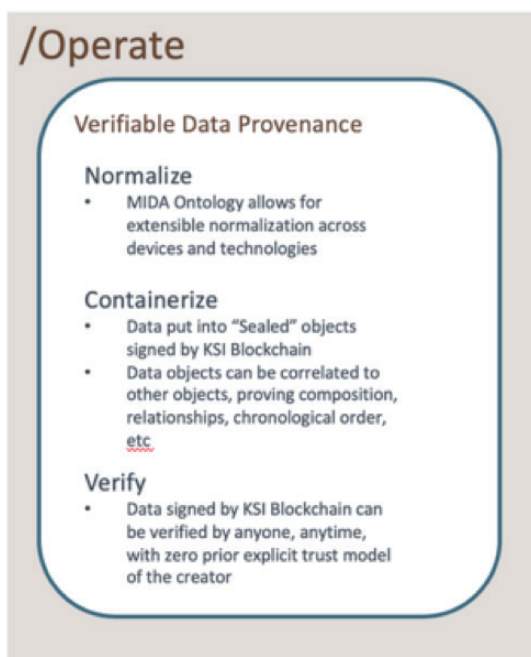 /Operate
Verifiable Data Provenance
Normalize
• MIDA Ontology allows for
extensible normalization across
devices and technologies
Containerize
• Data put into “Sealed” objects
signed by KSI Blockchain
• Data objects can be correlated to
other objects, proving composition,
relationships, chronological order,
etc
Verify
• Data signed by KSI Blockchain can
be verified by anyone, anytime,
with zero prior explicit trust model
of the creator